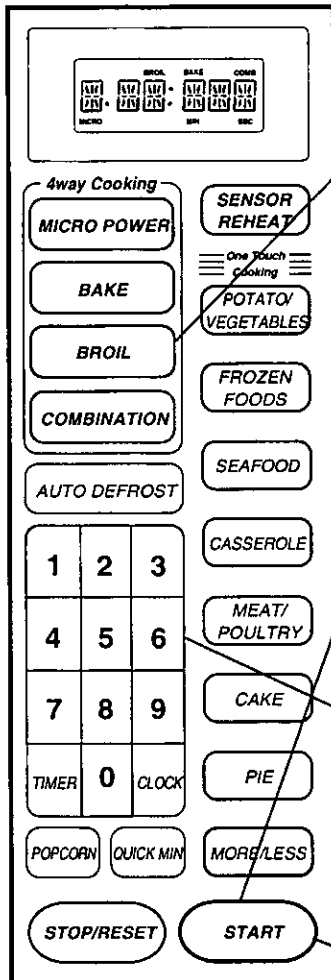 BROIL BAKE COMB
MICRO MIN SEC
4way Cooking
MICRO POWER
BAKE
BROIL
COMBINATION
AUTO DEFROST
1 2 3
4 5 6
7 8 9
TIMER 0 CLOCK
POPCORN QUICK MIN
STOP/RESET
SENSOR
REHEAT
One Touch
Cooking
POTATO/
VEGETABLES
FROZEN
FOODS
SEAFOOD
CASSEROLE
MEAT/
POULTRY
CAKE
PIE
MORE/LESS
START